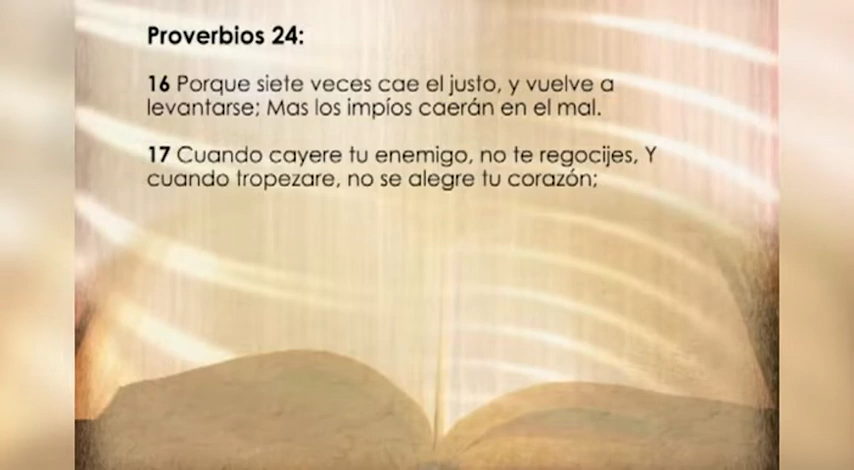 Proverbios 24:
16 Porque siete veces cae el justo, y vuelve a
levantarse; Mas los impíos caerán en el mal.
17 Cuando cayere tu enemigo, no te regocijes, Y
cuando tropezare, no se alegre tu corazón;